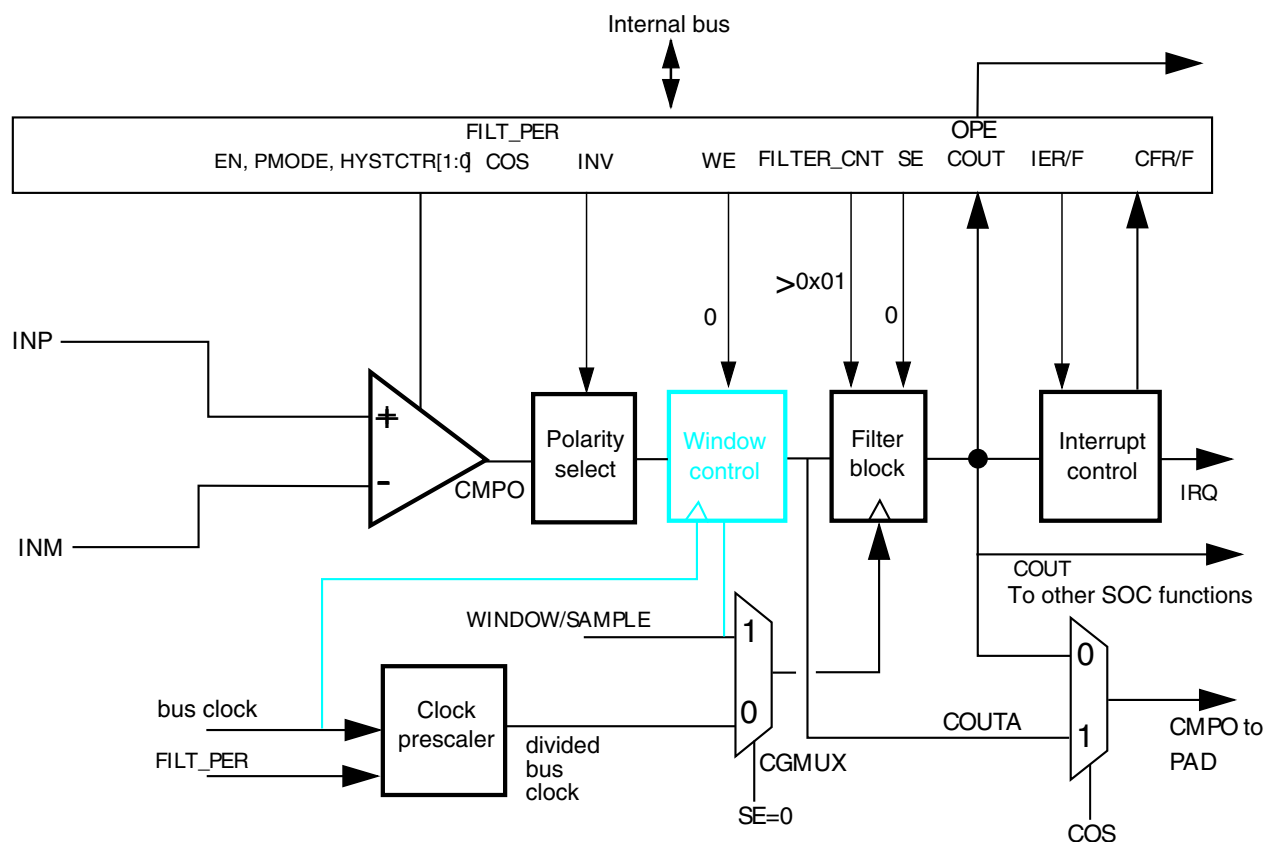 Internal bus
FILT_PER
OPE
EN, PMODE, HYSTCTR[1:0]
COS
INV
WE
FILTER_CNT
SE
COUT
IER/F
CFR/F
>0x01
0
0
INP
+
Polarity
select
Window
control
Filter
block
Interrupt
control
-
CMPO
IRQ
INM
COUT
To other SOC functions
WINDOW/SAMPLE
1
0
0
bus clock
Clock
prescaler
FILT_PER
divided
bus
clock
CGMUX
COUTA
1
CMPO to
PAD
SE=0
COS